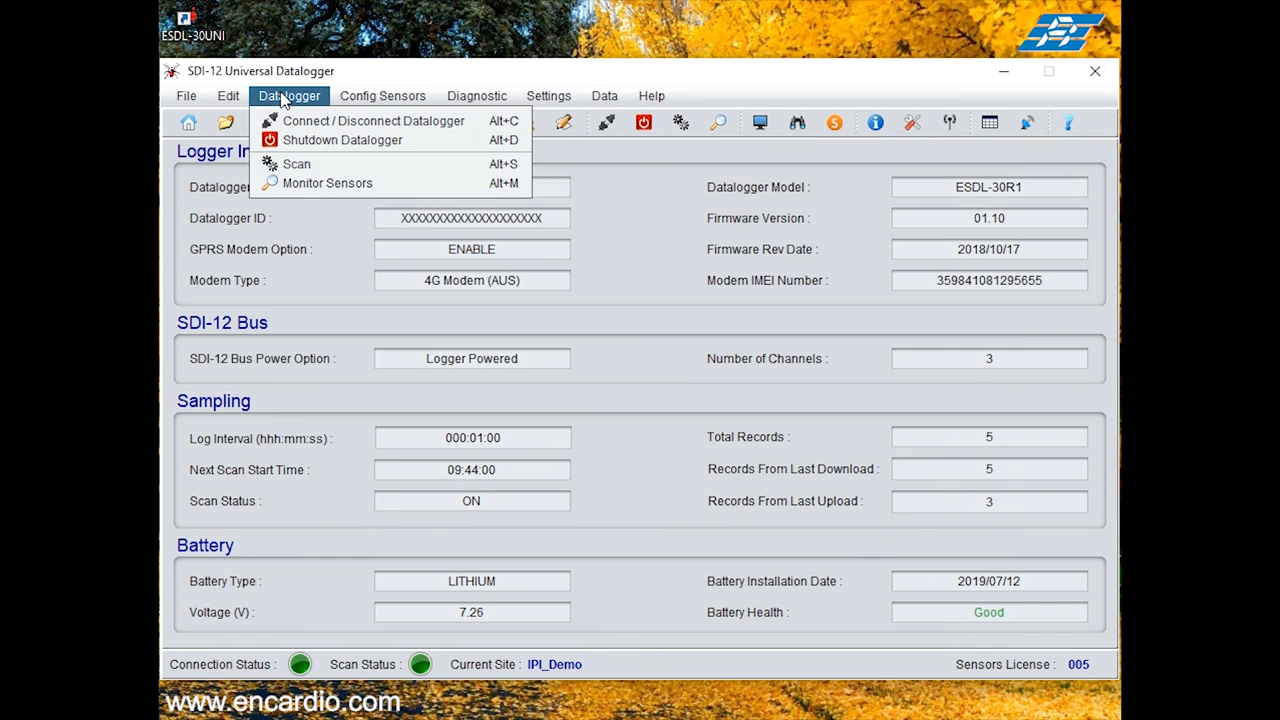 ESDL-30UNI
SDI-12 Universal Datalogger
File Edit Datalogger Config Sensors Diagnostic Settings Data Help
Connect / Disconnect Datalogger Alt+C
Shutdown Datalogger Alt+D
Scan Alt+S
Monitor Sensors Alt+M
Logger In
Datalogger
Datalogger Model : ESDL-30R1
Datalogger ID : XXXXXXXXXXXXXXXXXXXX
Firmware Version : 01.10
GPRS Modem Option : ENABLE
Firmware Rev Date : 2018/10/17
Modem Type : 4G Modem (AUS)
Modem IMEI Number : 359841081295655
SDI-12 Bus
SDI-12 Bus Power Option : Logger Powered
Number of Channels : 3
Sampling
Log Interval (hhh:mm:ss) : 000:01:00
Total Records : 5
Next Scan Start Time : 09:44:00
Records From Last Download : 5
Scan Status : ON
Records From Last Upload : 3
Battery
Battery Type : LITHIUM
Battery Installation Date : 2019/07/12
Voltage (V) : 7.26
Battery Health : Good
Connection Status : Scan Status : Current Site : IPI_Demo Sensors License : 005
www.encardio.com